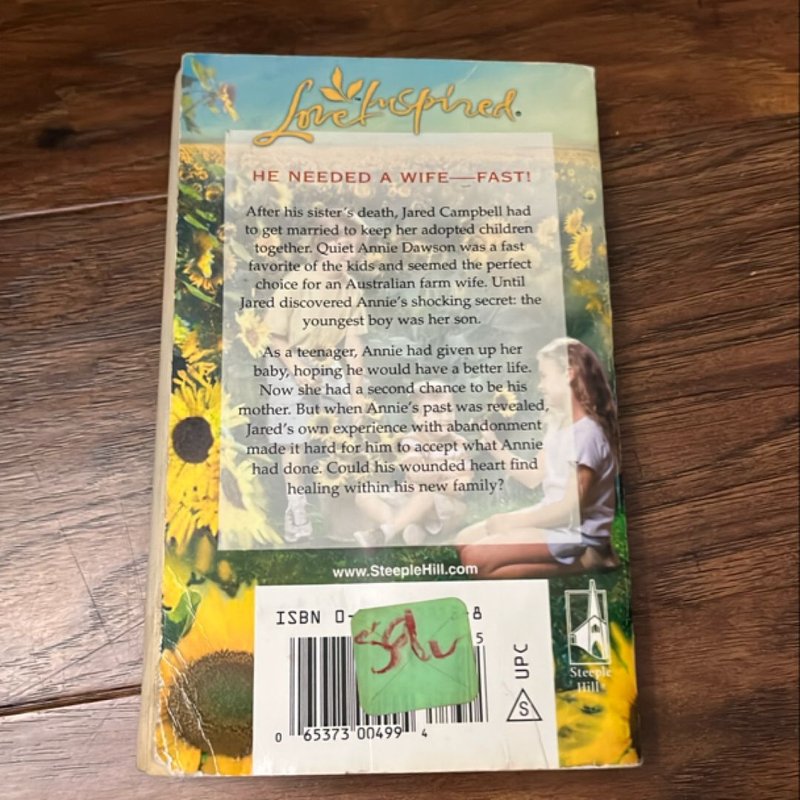 Love Inspired®
HE NEEDED A WIFE—FAST!
After his sister's death, Jared Campbell had
to get married to keep her adopted children
together. Quiet Annie Dawson was a fast
favorite of the kids and seemed the perfect
choice for an Australian farm wife. Until
Jared discovered Annie's shocking secret: the
youngest boy was her son.
As a teenager, Annie had given up her
baby, hoping he would have a better life.
Now she had a second chance to be his
mother. But when Annie's past was revealed,
Jared's own experience with abandonment
made it hard for him to accept what Annie
had done. Could his wounded heart find
healing within his new family?
www.SteepleHill.com
ISBN 0- -8
5
UPC
S
Steeple
Hill®
0 65373 00499 4